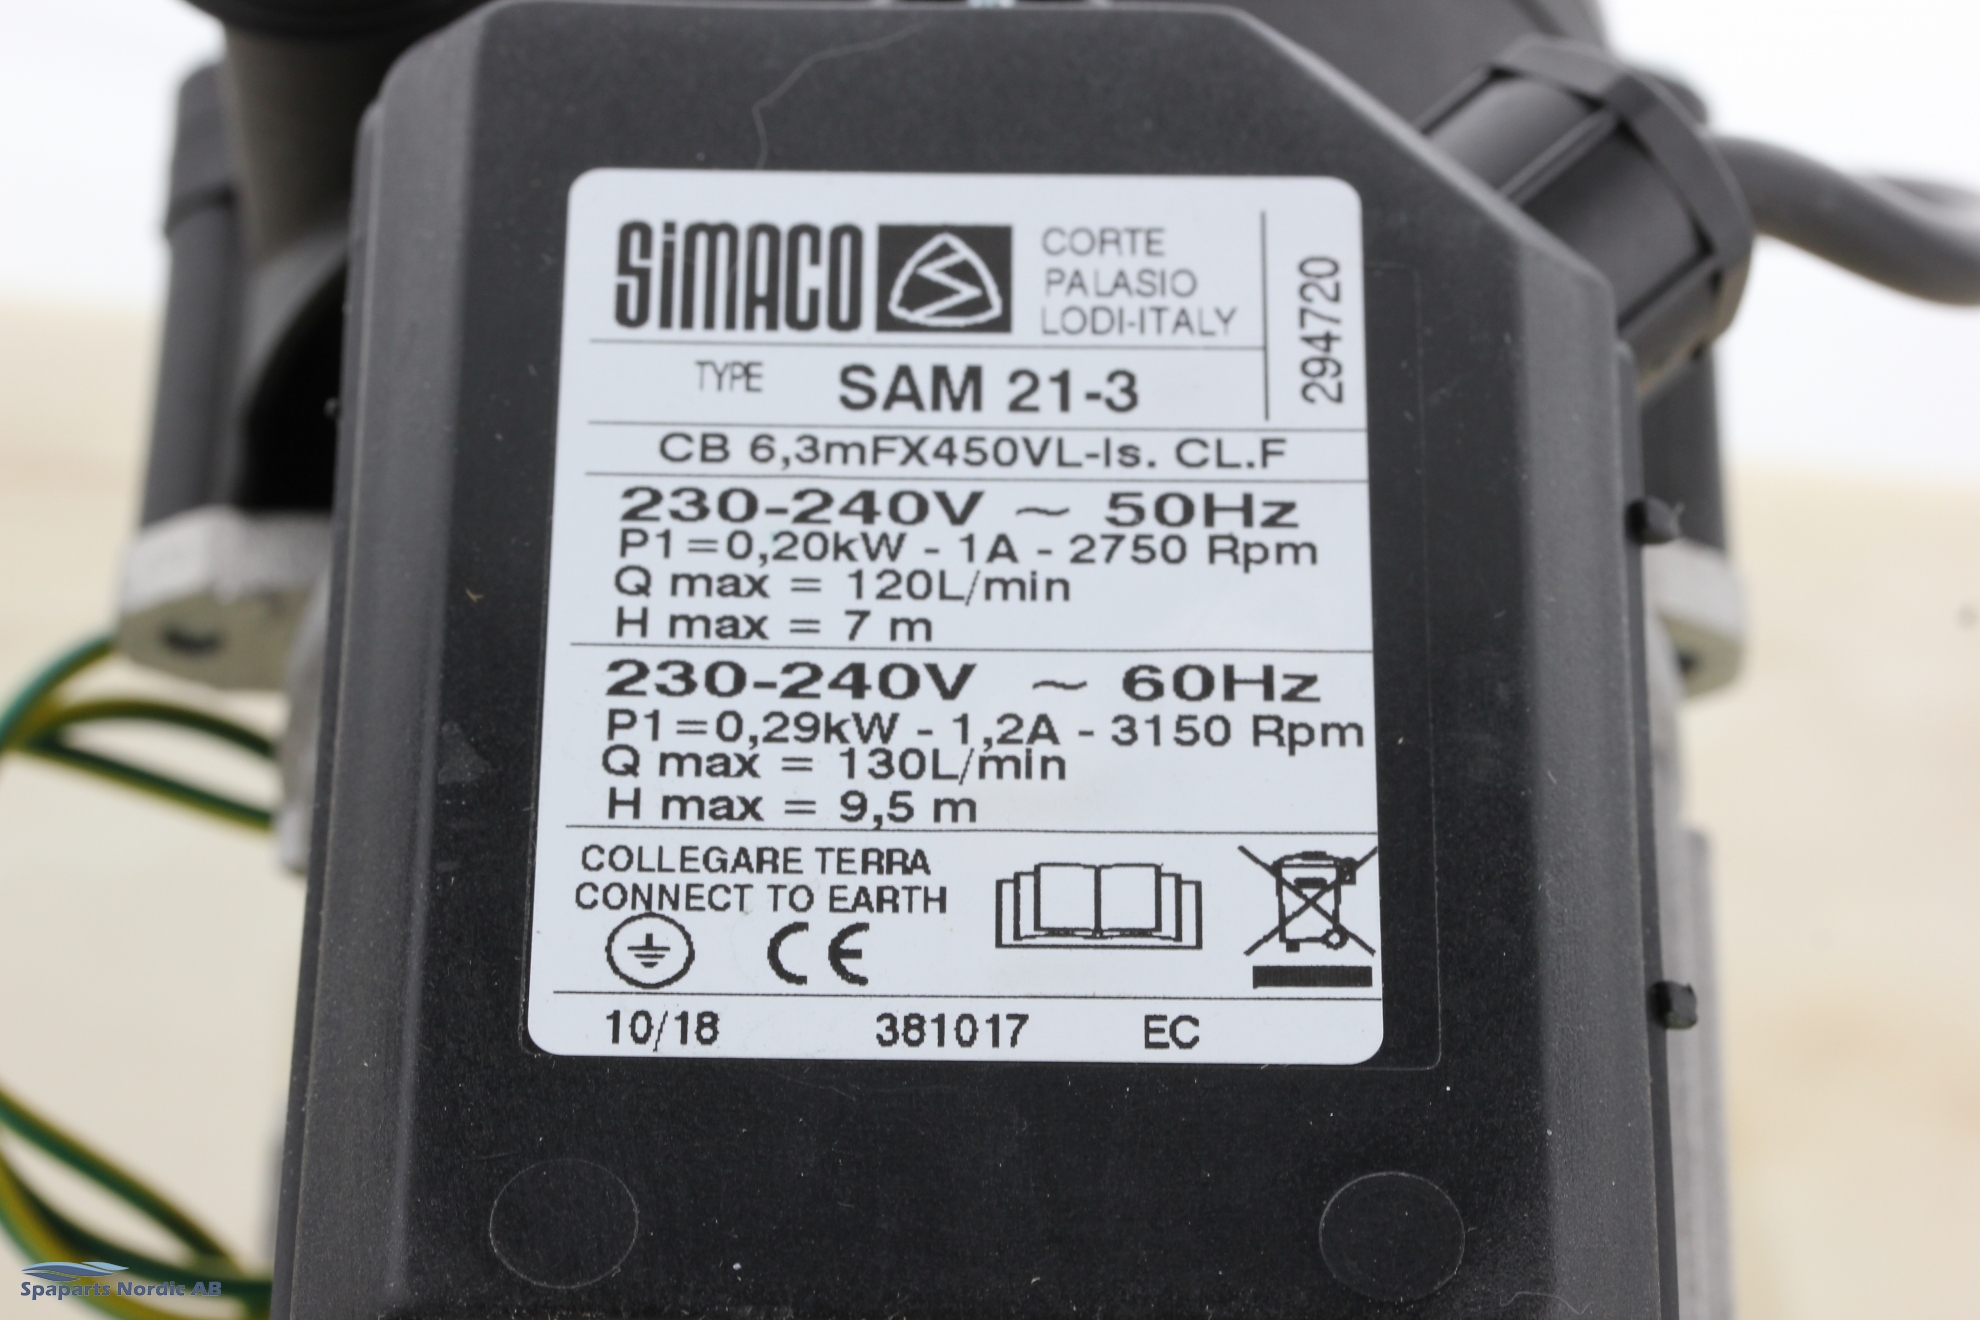 SiMACO
CORTE
PALASIO
LODI-ITALY
294720
TYPE SAM 21-3
CB 6,3mFX450VL-Is. CL.F
230-240V ~ 50Hz
P1=0,20kW - 1A - 2750 Rpm
Q max = 120L/min
H max = 7 m
230-240V ~ 60Hz
P1=0,29kW - 1,2A - 3150 Rpm
Q max = 130L/min
H max = 9,5 m
COLLEGARE TERRA
CONNECT TO EARTH
CE
10/18 381017 EC
Spaparts Nordic AB